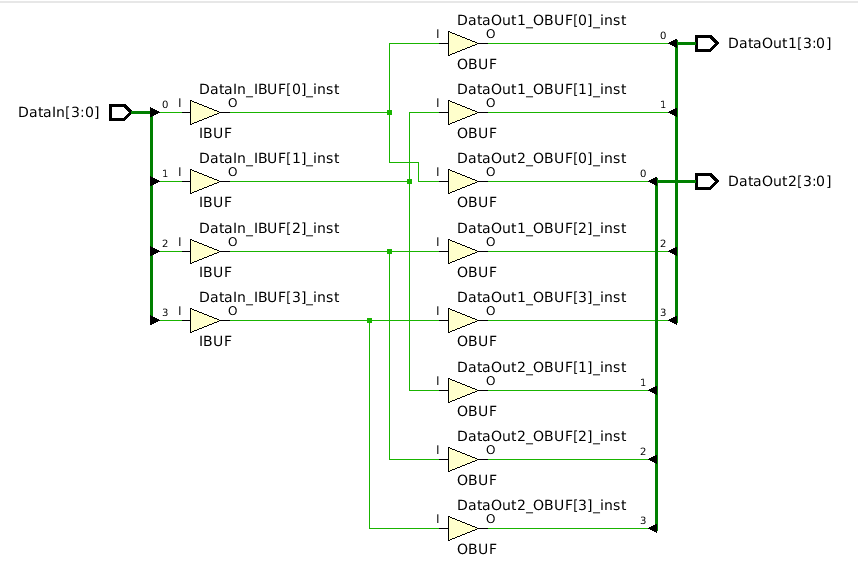 DataOut1_OBUF[0]_inst
I O 0 DataOut1[3:0]
OBUF
DataIn_IBUF[0]_inst DataOut1_OBUF[1]_inst
DataIn[3:0] 0 I O I O 1
IBUF OBUF
DataIn_IBUF[1]_inst DataOut2_OBUF[0]_inst
1 I O I O 0 DataOut2[3:0]
IBUF OBUF
DataIn_IBUF[2]_inst DataOut1_OBUF[2]_inst
2 I O I O 2
IBUF OBUF
DataIn_IBUF[3]_inst DataOut1_OBUF[3]_inst
3 I O I O 3
IBUF OBUF
DataOut2_OBUF[1]_inst
I O 1
OBUF
DataOut2_OBUF[2]_inst
I O 2
OBUF
DataOut2_OBUF[3]_inst
I O 3
OBUF